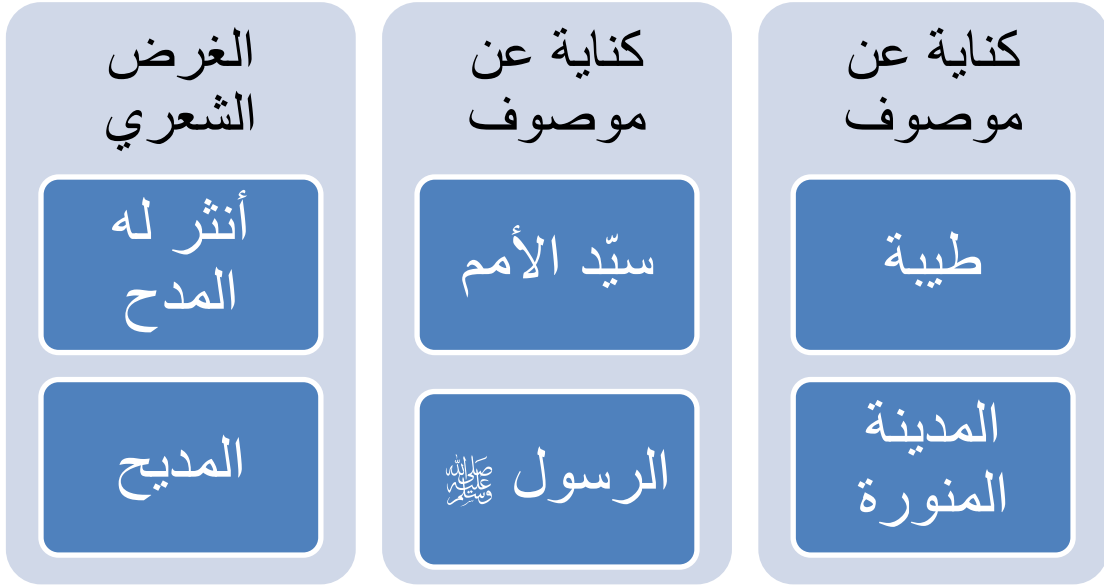 كناية عن
موصوف
طيبة
المدينة
المنورة
كناية عن
موصوف
سيّد الأمم
الرسول ﷺ
الغرض
الشعري
أنثر له
المدح
المديح